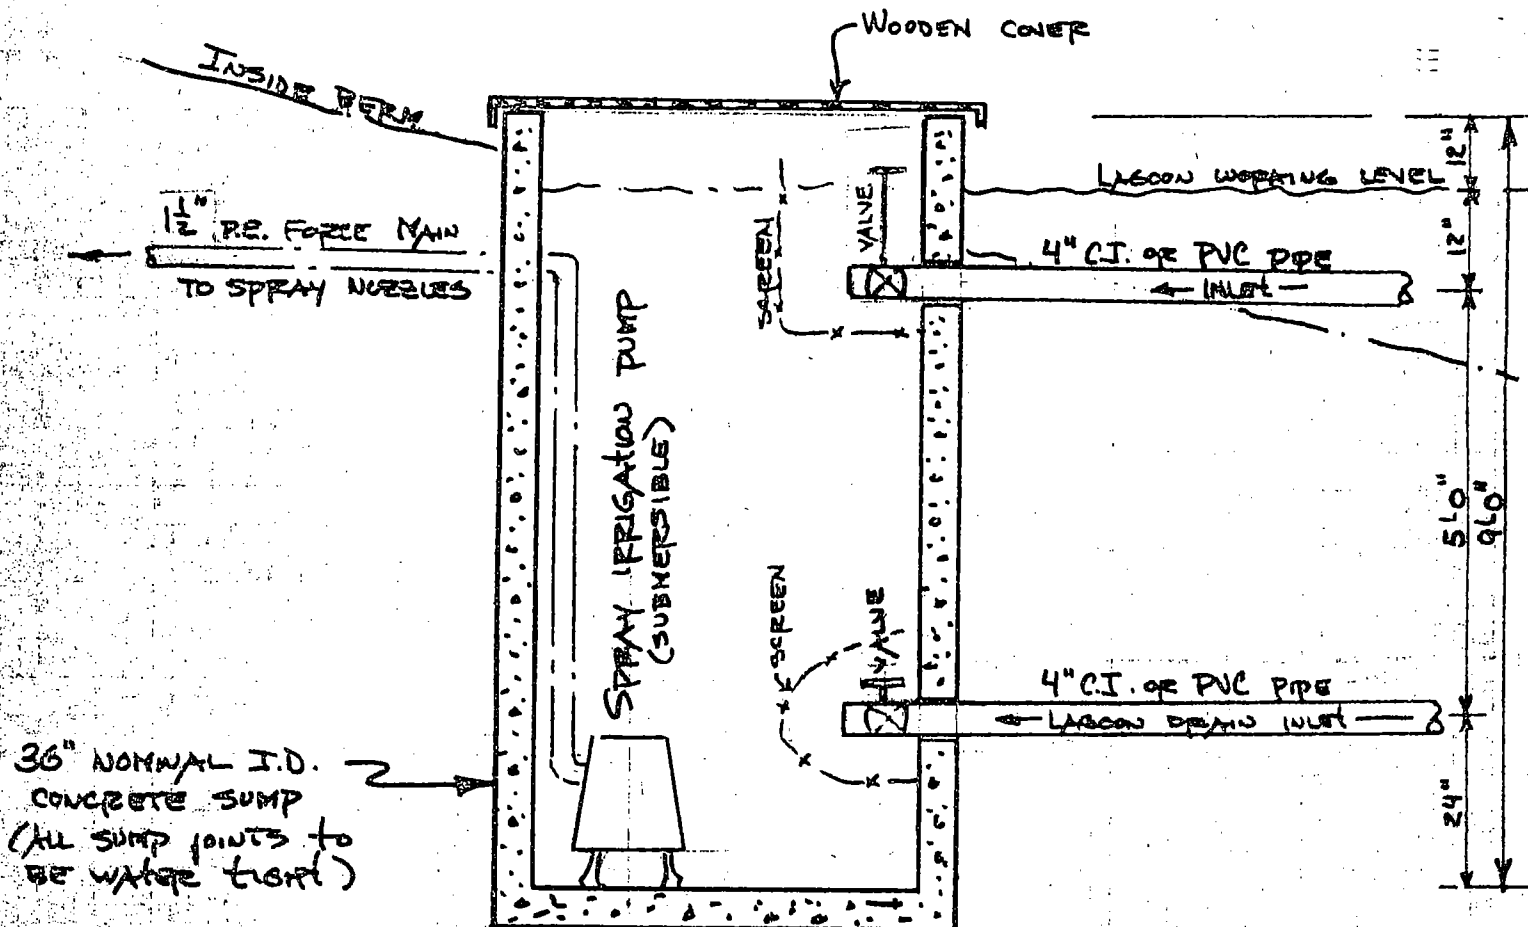 WOODEN COVER
INSIDE BERM
12"
LAGOON WORKING LEVEL
1½" P.E. FORCE MAIN
TO SPRAY NOZZLES
SCREEN
VALVE
12"
4" C.I. OR PVC PIPE
INLET
SPRAY IRRIGATION PUMP
(SUBMERSIBLE)
5'-0"
9'-0"
SCREEN
VALVE
4" C.I. OR PVC PIPE
LAGOON DRAIN INLET
36" NOMINAL I.D.
CONCRETE SUMP
(ALL SUMP JOINTS TO
BE WATER TIGHT)
24"